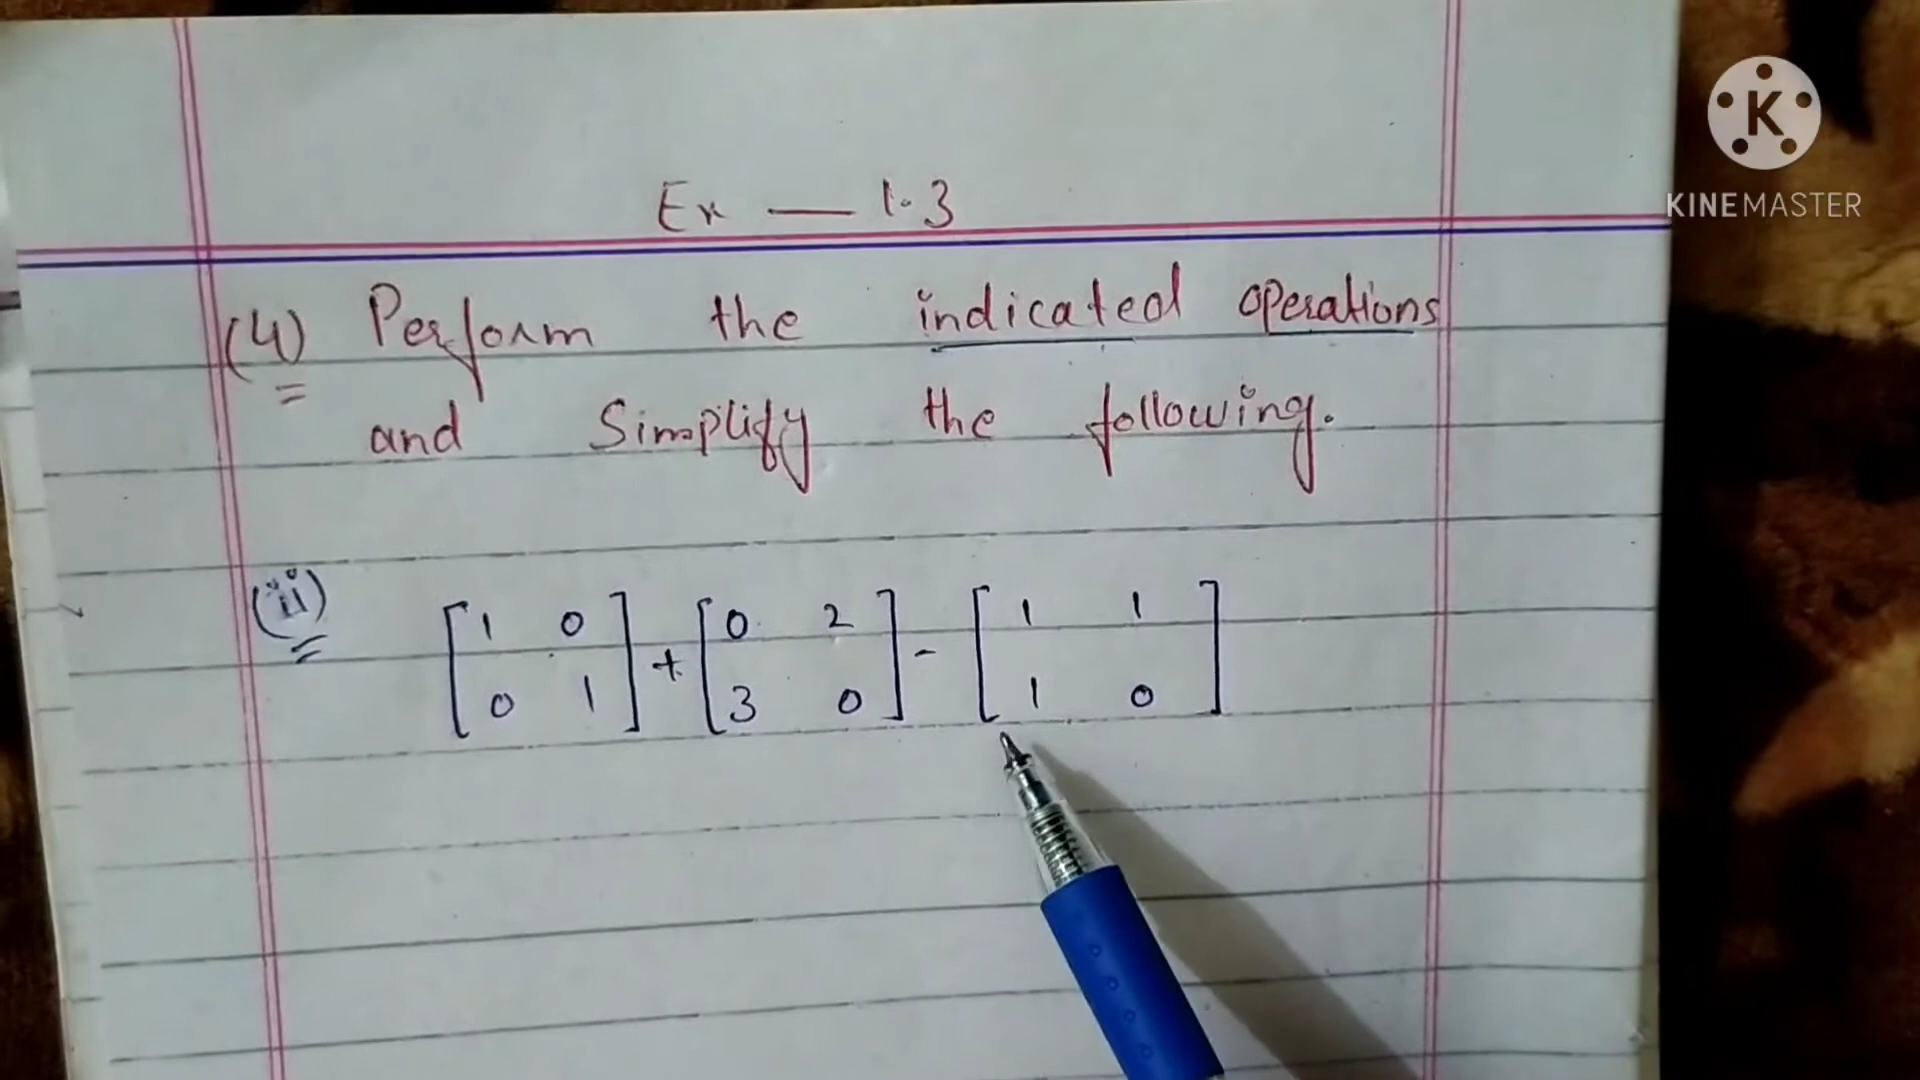 Ex — 1.3
(4) Perform the indicated operations
and Simplify the following.
(ii) [1 0 0 1] + [0 2 3 0] - [1 1 1 0]
K
KINEMASTER